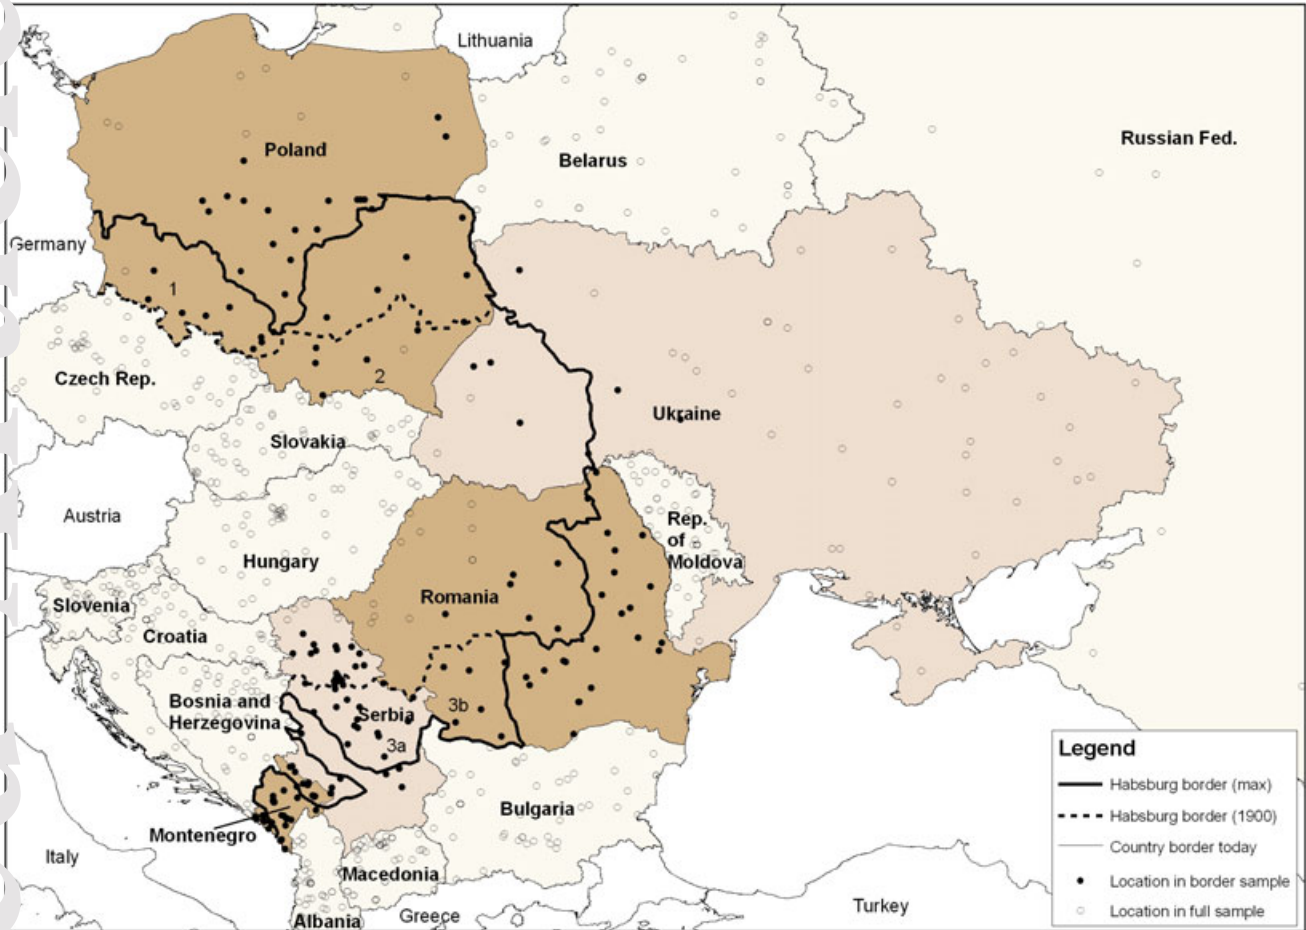 Lithuania
Russian Fed.
Poland
Belarus
Germany
1
Czech Rep.
2
Ukraine
Slovakia
Austria
Rep.
of
Moldova
Hungary
Romania
Slovenia
Croatia
Bosnia and
Herzegovina
3b
Serbia
3a
Bulgaria
Montenegro
Italy
Macedonia
Turkey
Greece
Albania
Legend
Habsburg border (max)
Habsburg border (1900)
Country border today
Location in border sample
Location in full sample